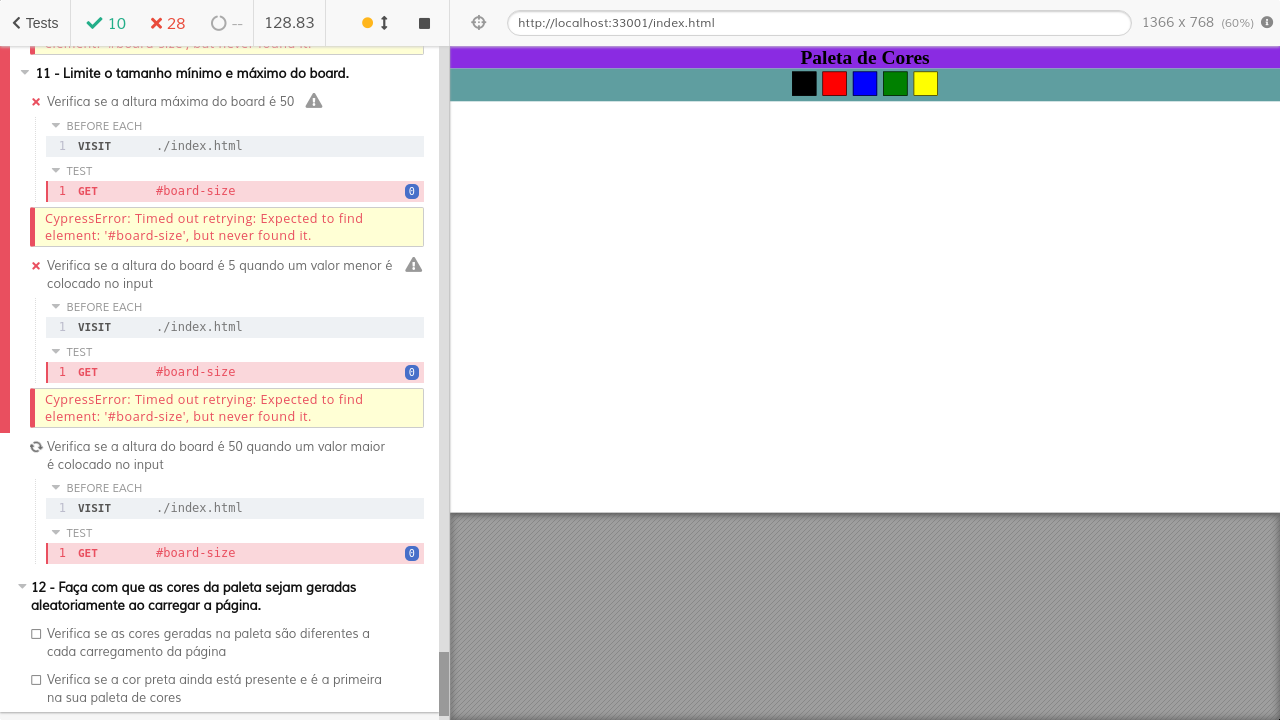 Tests
10
28
--
128.83
http://localhost:33001/index.html
1366 x 768 (60%)
element: '#board-size', but never found it.
11 - Limite o tamanho mínimo e máximo do board.
Verifica se a altura máxima do board é 50
BEFORE EACH
1 VISIT ./index.html
TEST
1 GET #board-size 0
CypressError: Timed out retrying: Expected to find
element: '#board-size', but never found it.
Verifica se a altura do board é 5 quando um valor menor é
colocado no input
BEFORE EACH
1 VISIT ./index.html
TEST
1 GET #board-size 0
CypressError: Timed out retrying: Expected to find
element: '#board-size', but never found it.
Verifica se a altura do board é 50 quando um valor maior
é colocado no input
BEFORE EACH
1 VISIT ./index.html
TEST
1 GET #board-size 0
12 - Faça com que as cores da paleta sejam geradas
aleatoriamente ao carregar a página.
Verifica se as cores geradas na paleta são diferentes a
cada carregamento da página
Verifica se a cor preta ainda está presente e é a primeira
na sua paleta de cores
Paleta de Cores